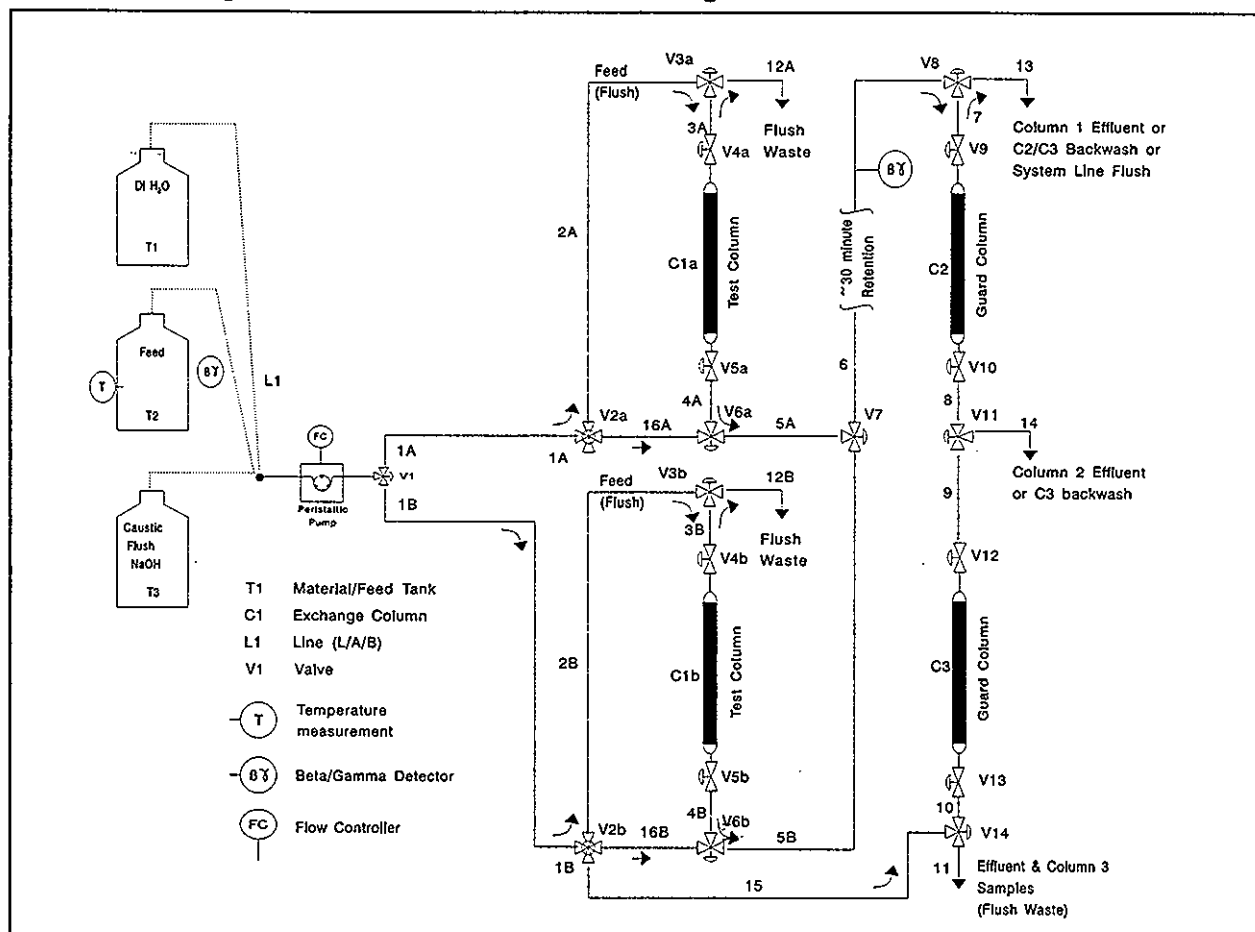 V3a
12A
Feed
(Flush)
3A
V4a
Flush
Waste
2A
C1a
Test Column
V5a
4A
V6a
V2a
16A
1A
5A
V7
6
~30 minute
Retention
βγ
V8
13
7
V9
Column 1 Effluent or
C2/C3 Backwash or
System Line Flush
C2
Guard Column
V10
8
V11
14
Column 2 Effluent
or C3 backwash
9
V12
C3
Guard Column
V13
10
V14
11
Effluent & Column 3
Samples
(Flush Waste)
DI H₂O
T1
Feed
T
T2
βγ
L1
Caustic
Flush
NaOH
T3
FC
Peristaltic
Pump
V1
1A
1B
V3b
12B
Feed
(Flush)
3B
V4b
Flush
Waste
2B
C1b
Test Column
V5b
4B
V6b
V2b
16B
1B
5B
15
T1 Material/Feed Tank
C1 Exchange Column
L1 Line (L/A/B)
V1 Valve
T Temperature
measurement
βγ Beta/Gamma Detector
FC Flow Controller